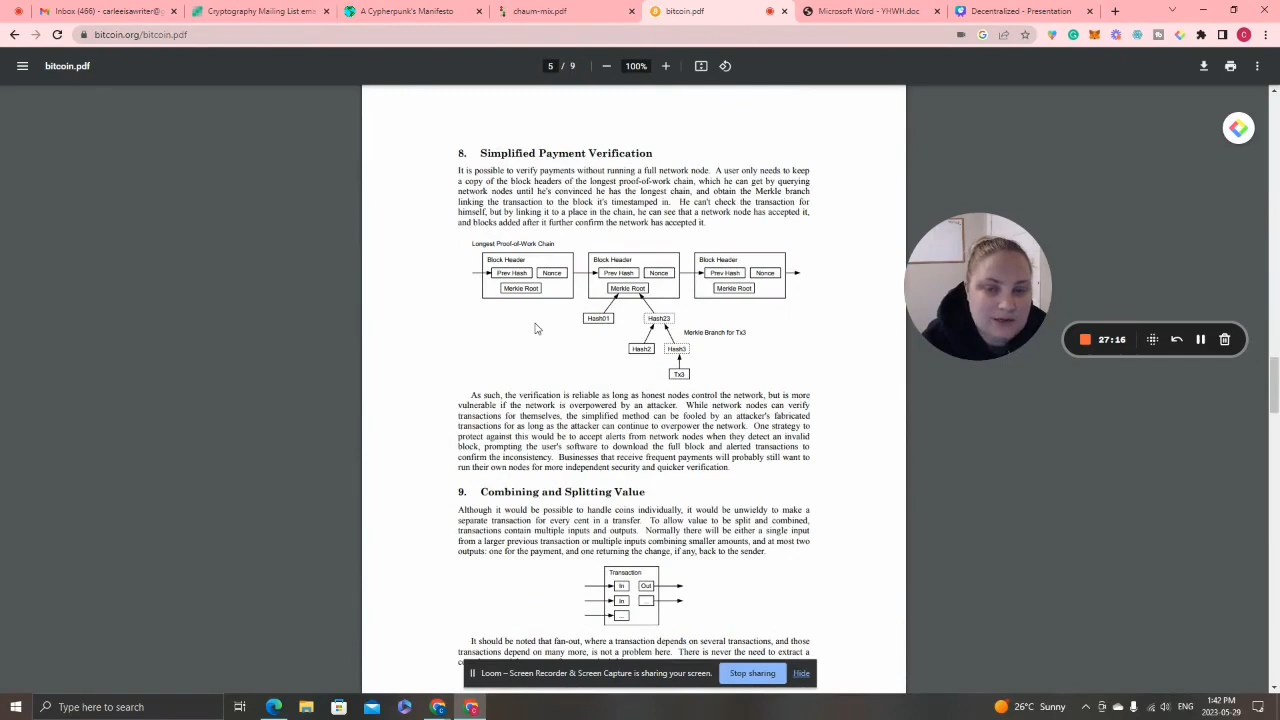 Inbox (466) - carleeisawriter@g
Cryptography Mailing List em
A Cypherpunk's Manifesto
chaum-mix.pdf
bitcoin.pdf
Microsoft Word - YHWH.doc
Decentralized. - Presentation
bitcoin.org/bitcoin.pdf
bitcoin.pdf
5 / 9
100%
8. Simplified Payment Verification
It is possible to verify payments without running a full network node. A user only needs to keep
a copy of the block headers of the longest proof-of-work chain, which he can get by querying
network nodes until he's convinced he has the longest chain, and obtain the Merkle branch
linking the transaction to the block it's timestamped in. He can't check the transaction for
himself, but by linking it to a place in the chain, he can see that a network node has accepted it,
and blocks added after it further confirm the network has accepted it.
Longest Proof-of-Work Chain
Block Header
Block Header
Block Header
Prev Hash
Nonce
Prev Hash
Nonce
Prev Hash
Nonce
Merkle Root
Merkle Root
Merkle Root
Hash01
Hash23
Merkle Branch for Tx3
Hash2
Hash3
Tx3
27:16
As such, the verification is reliable as long as honest nodes control the network, but is more
vulnerable if the network is overpowered by an attacker. While network nodes can verify
transactions for themselves, the simplified method can be fooled by an attacker's fabricated
transactions for as long as the attacker can continue to overpower the network. One strategy to
protect against this would be to accept alerts from network nodes when they detect an invalid
block, prompting the user's software to download the full block and alerted transactions to
confirm the inconsistency. Businesses that receive frequent payments will probably still want to
run their own nodes for more independent security and quicker verification.
9. Combining and Splitting Value
Although it would be possible to handle coins individually, it would be unwieldy to make a
separate transaction for every cent in a transfer. To allow value to be split and combined,
transactions contain multiple inputs and outputs. Normally there will be either a single input
from a larger previous transaction or multiple inputs combining smaller amounts, and at most two
outputs: one for the payment, and one returning the change, if any, back to the sender.
Transaction
In
Out
In
...
...
It should be noted that fan-out, where a transaction depends on several transactions, and those
transactions depend on many more, is not a problem here. There is never the need to extract a
Loom – Screen Recorder & Screen Capture is sharing your screen.
Stop sharing
Hide
Type here to search
26°C Sunny
ENG
1:42 PM
2023-05-29